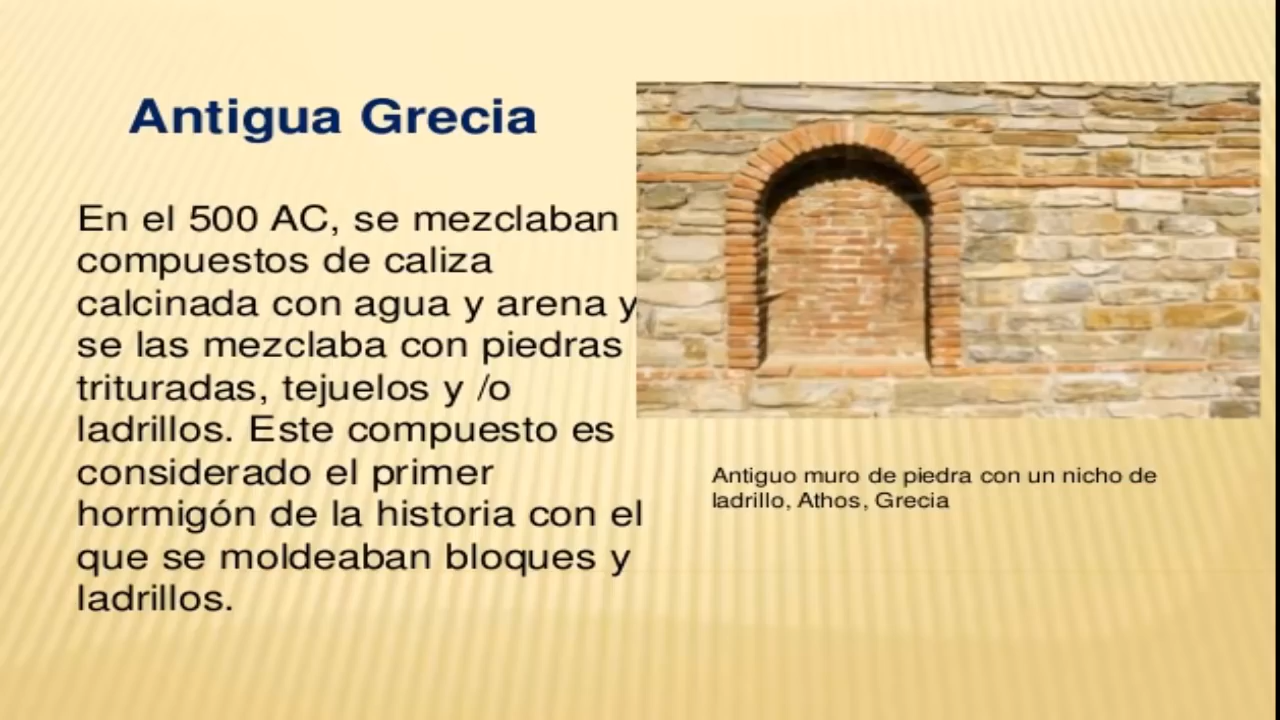 Antigua Grecia
En el 500 AC, se mezclaban
compuestos de caliza
calcinada con agua y arena y
se las mezclaba con piedras
trituradas, tejuelos y /o
ladrillos. Este compuesto es
considerado el primer
hormigón de la historia con el
que se moldeaban bloques y
ladrillos.
Antiguo muro de piedra con un nicho de
ladrillo, Athos, Grecia